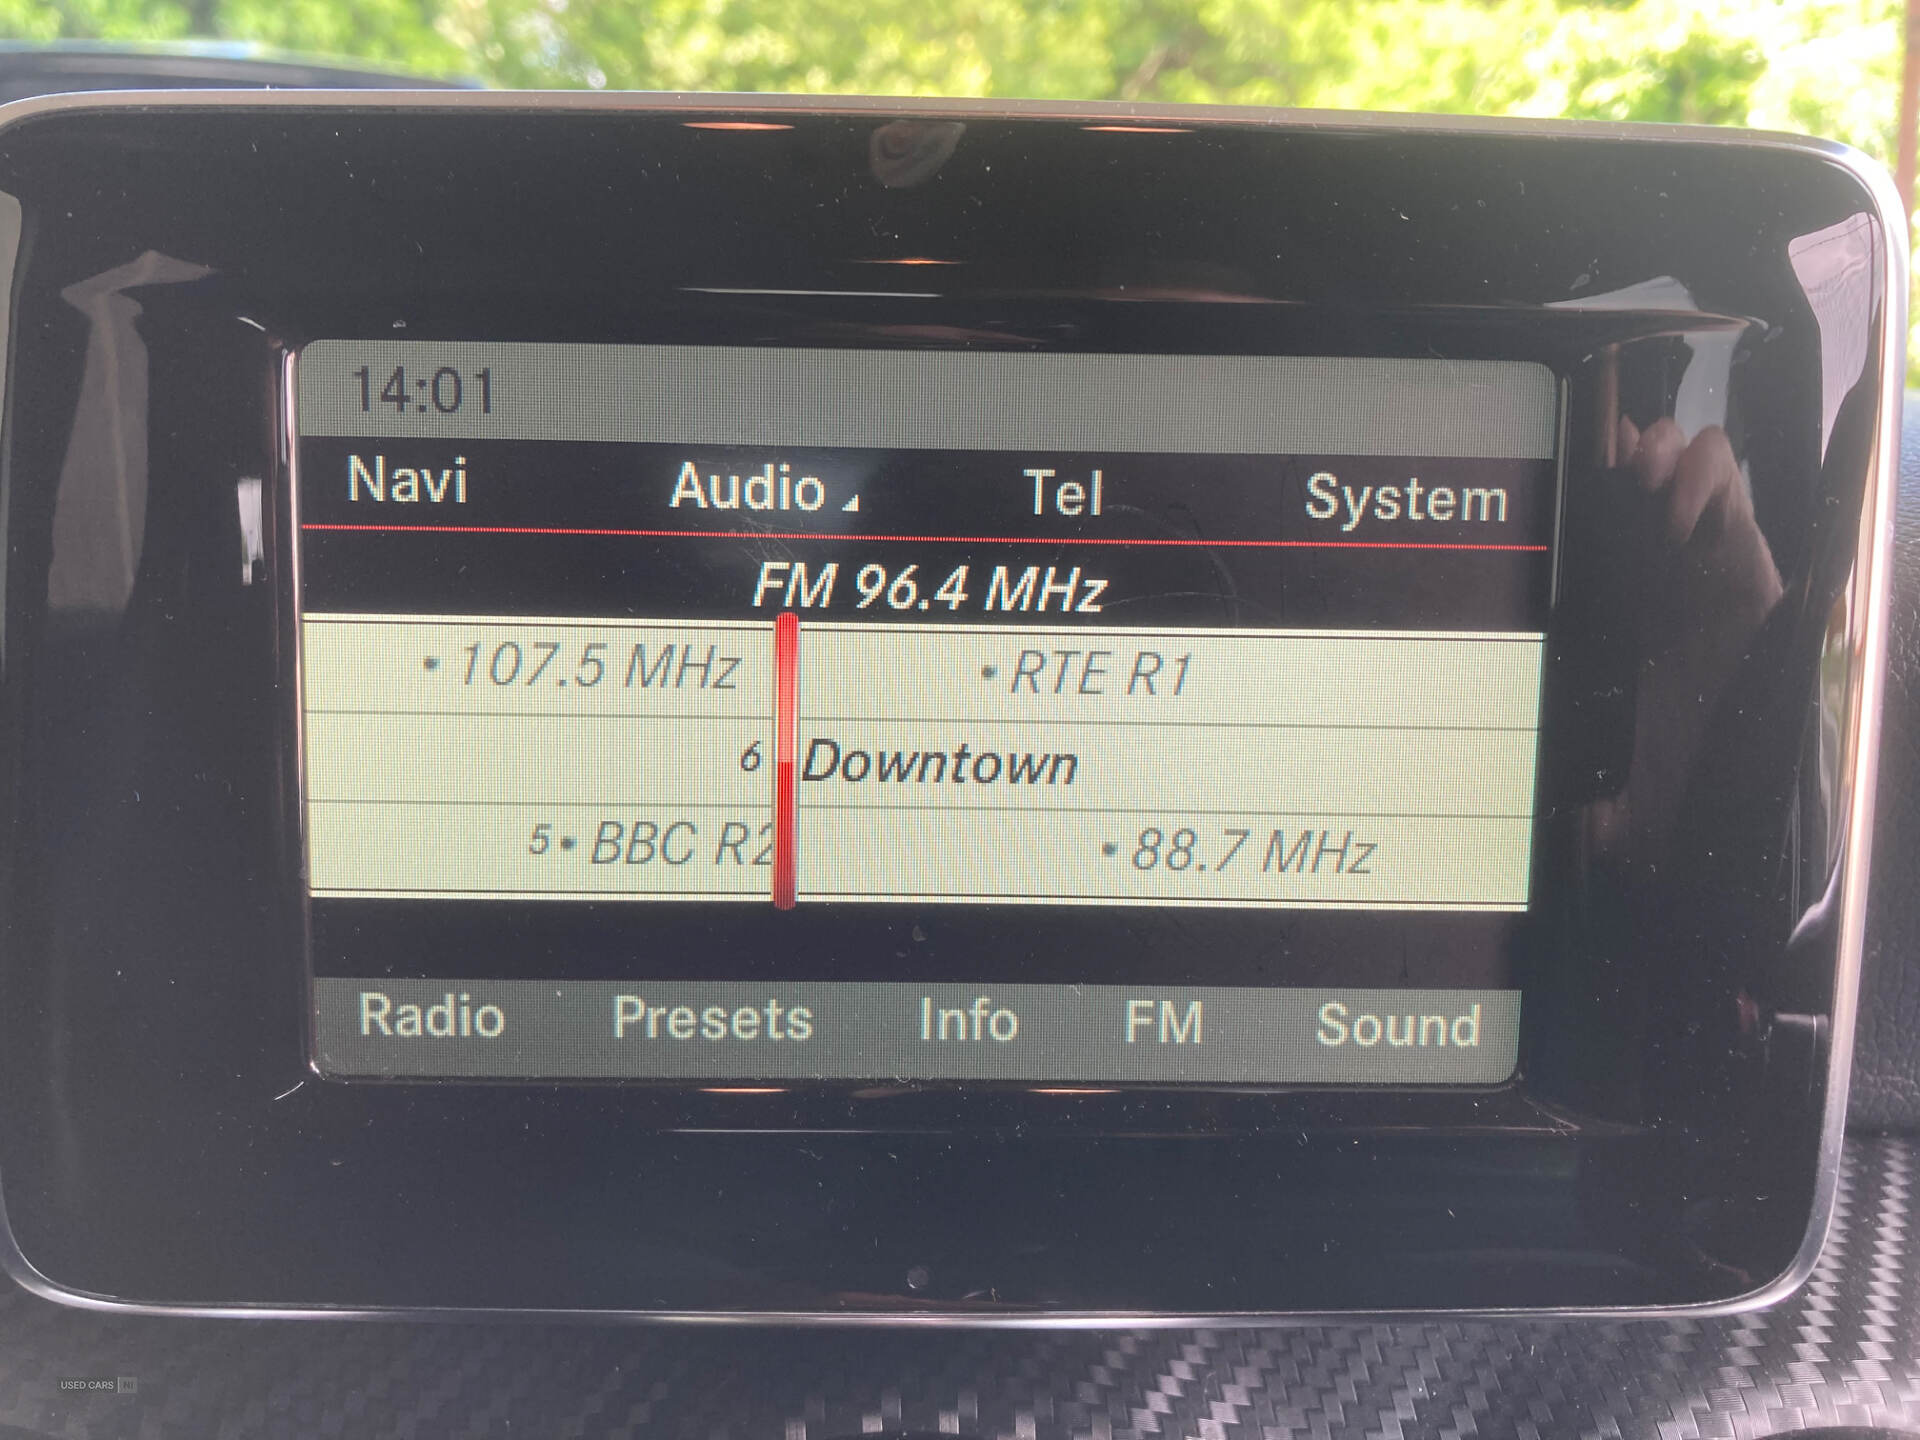 14:01
Navi Audio Tel System
FM 96.4 MHz
• 107.5 MHz • RTE R1
6 Downtown
5 • BBC R2 • 88.7 MHz
Radio Presets Info FM Sound
USED CARS NI